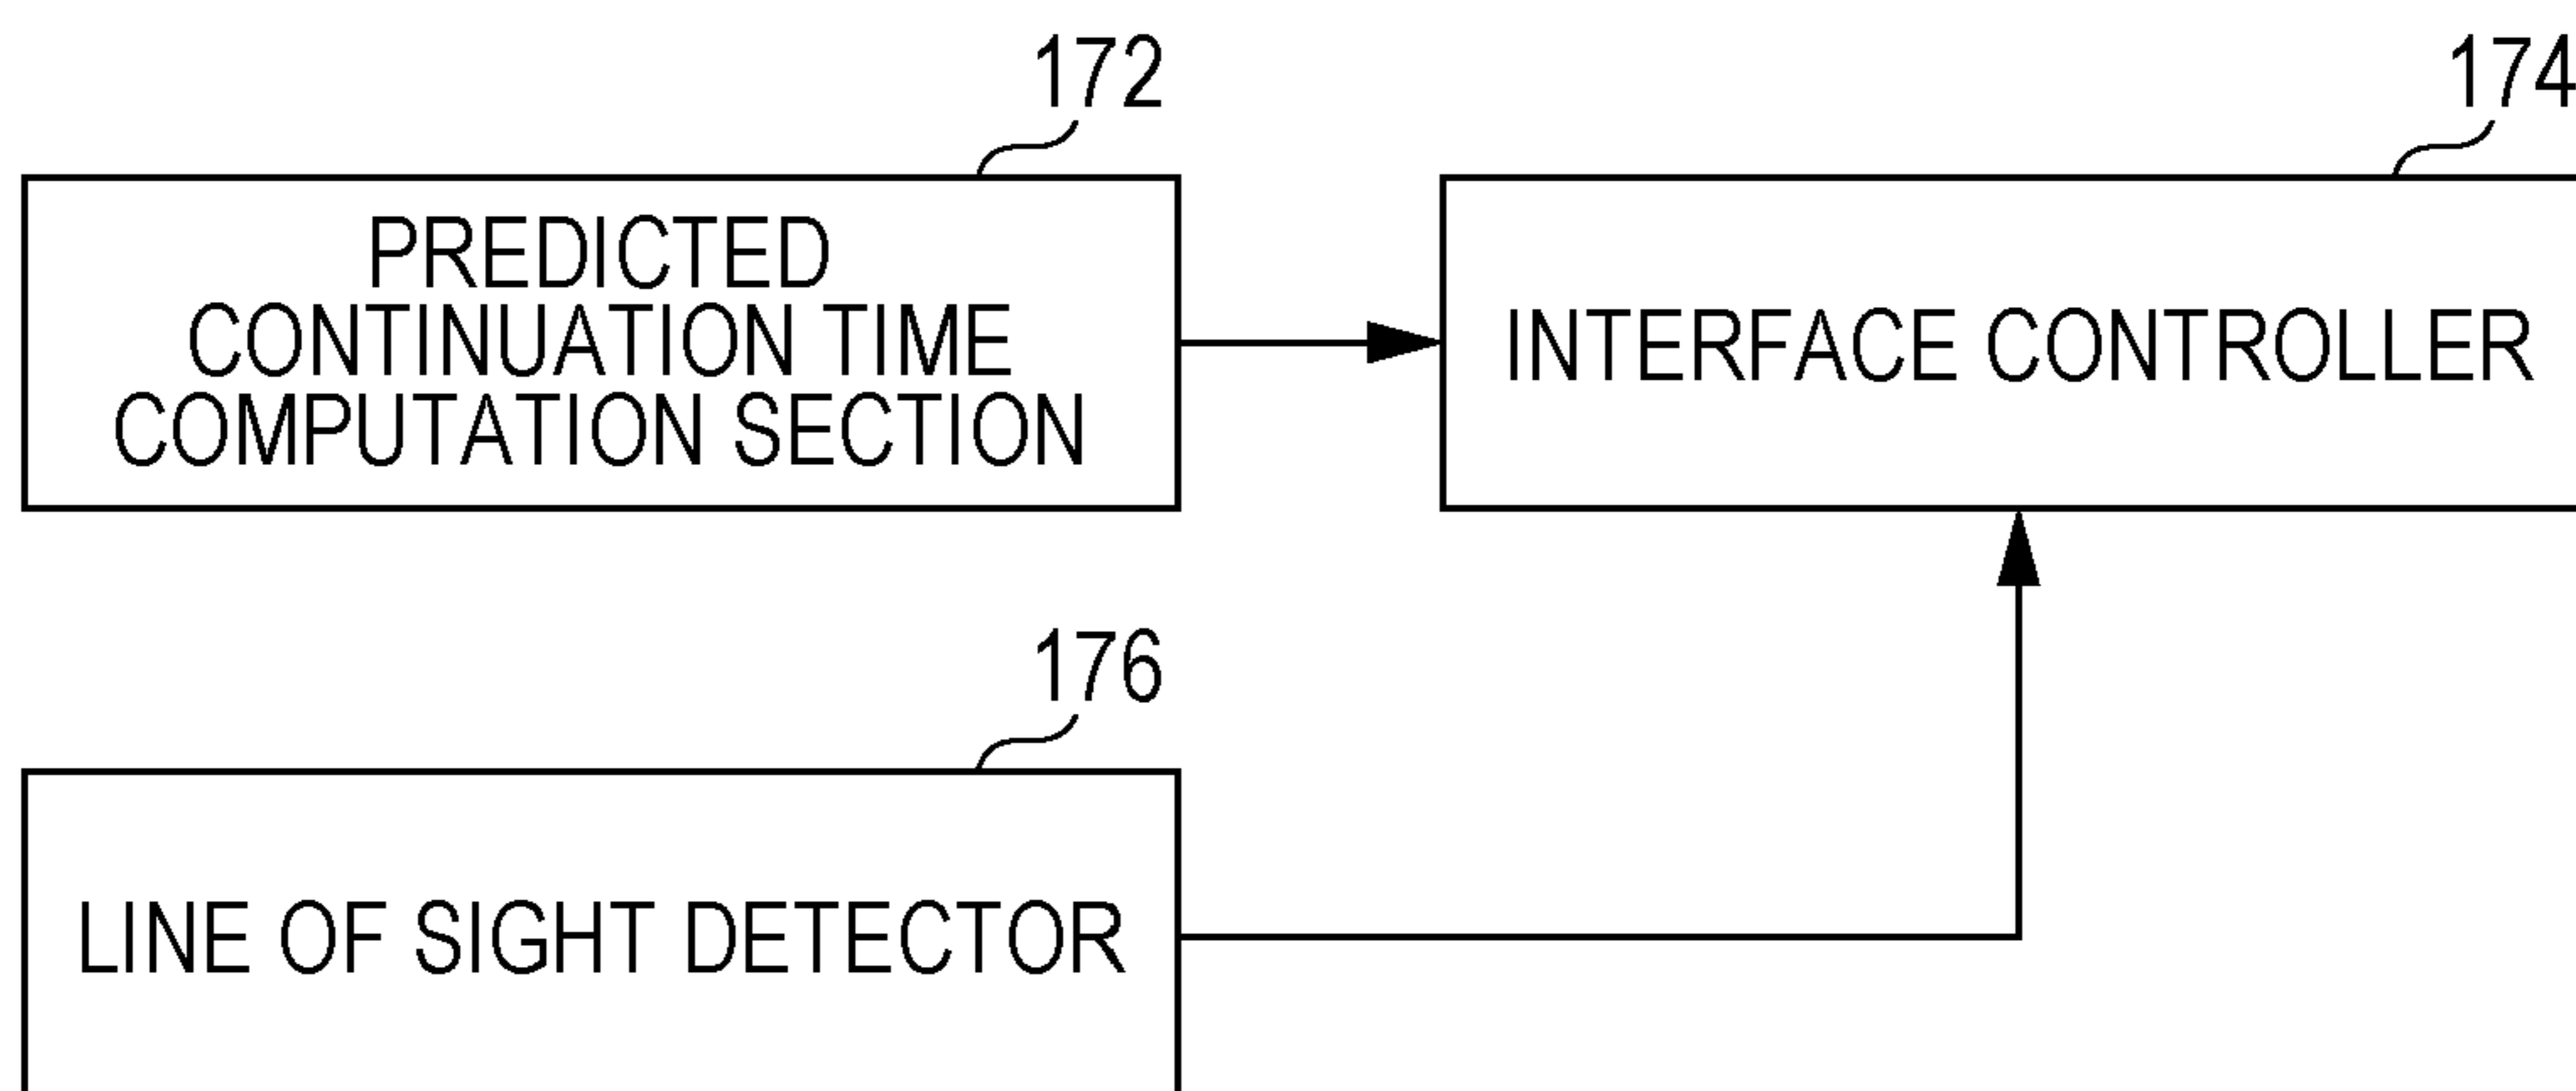 172
174
PREDICTED
CONTINUATION TIME
COMPUTATION SECTION
INTERFACE CONTROLLER
176
LINE OF SIGHT DETECTOR